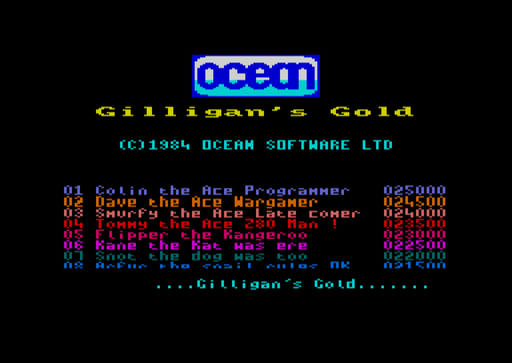 ocean
Gilligan's Gold
(C)1984 OCEAN SOFTWARE LTD
01 Colin the Ace Programmer 025000
02 Dave the Ace Wargamer 024500
03 Smurfy the Ace Late comer 024000
04 Tommy the Ace Z80 Man ! 023500
05 Flipper the Kangeroo 023000
06 Kane the Kat was ere 022500
07 Snot the dog was too 022000
08 Arfur the snail rules OK 021500
....Gilligan's Gold.......